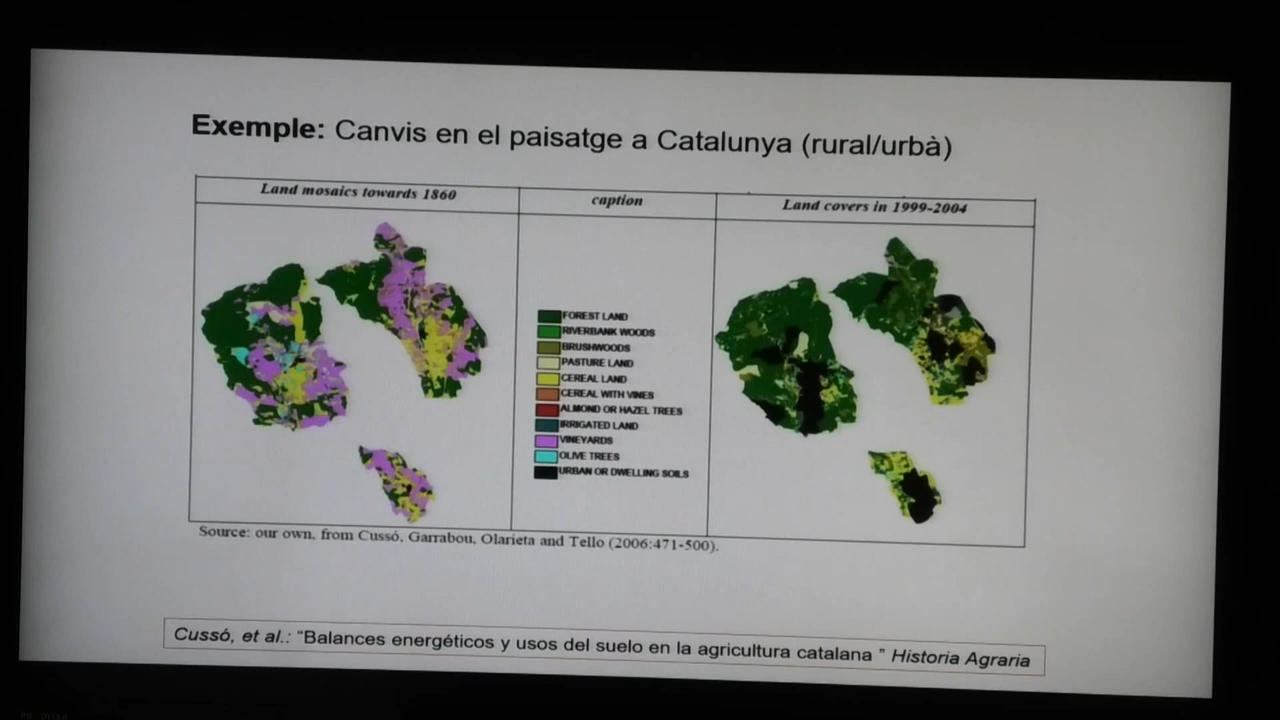 Exemple: Canvis en el paisatge a Catalunya (rural/urbà)
Land mosaics towards 1860
caption
Land covers in 1999-2004
FOREST LAND
RIVERBANK WOODS
BRUSHWOODS
PASTURE LAND
CEREAL LAND
CEREAL WITH VINES
ALMOND OR HAZEL TREES
IRRIGATED LAND
VINEYARDS
OLIVE TREES
URBAN OR DWELLING SOILS
Source: our own, from Cussó, Garrabou, Olarieta and Tello (2006:471-500).
Cussó, et al.: “Balances energéticos y usos del suelo en la agricultura catalana ” Historia Agraria